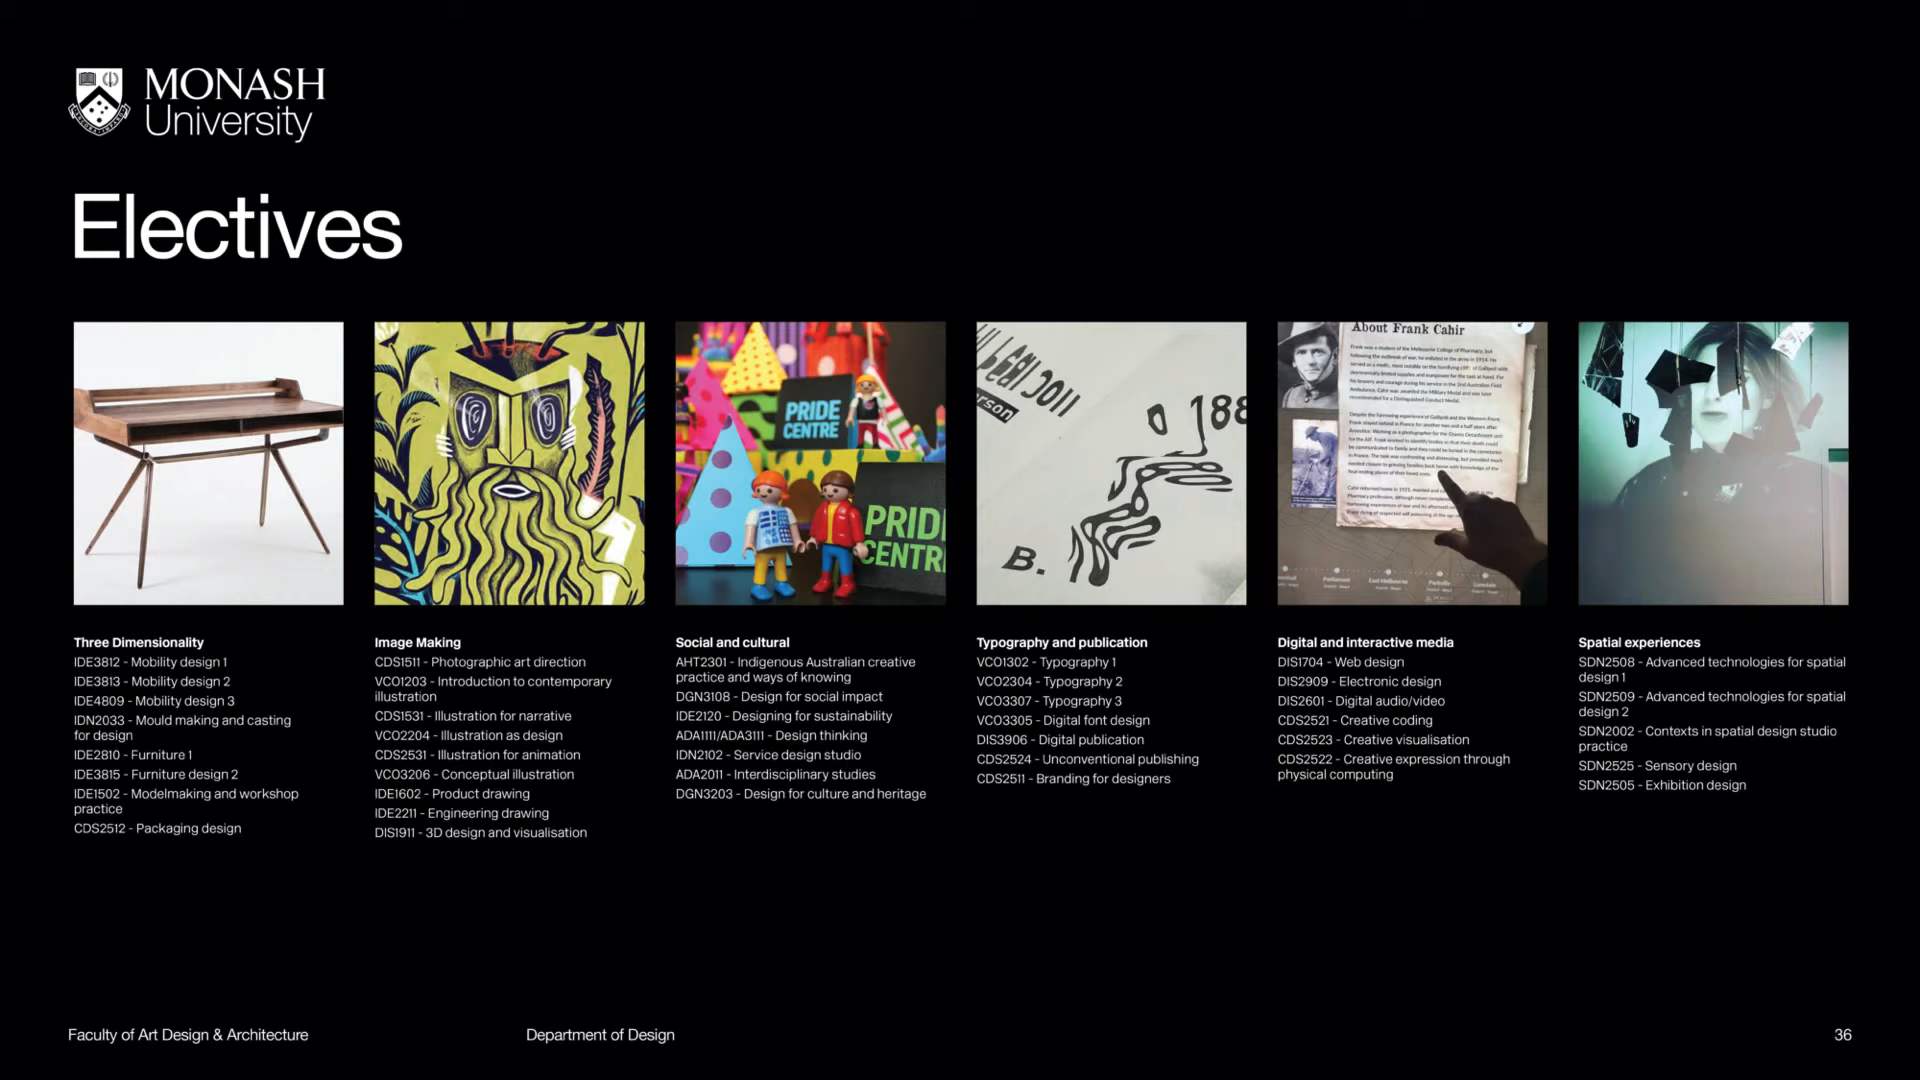 MONASH
University
Electives
PRIDE
CENTRE
PRIDE
CENTR
rson
188
B.
About Frank Cahir
Three Dimensionality
IDE3812 - Mobility design 1
IDE3813 - Mobility design 2
IDE4809 - Mobility design 3
IDN2033 - Mould making and casting
for design
IDE2810 - Furniture 1
IDE3815 - Furniture design 2
IDE1502 - Modelmaking and workshop
practice
CDS2512 - Packaging design
Image Making
CDS1511 - Photographic art direction
VCO1203 - Introduction to contemporary
illustration
CDS1531 - Illustration for narrative
VCO2204 - Illustration as design
CDS2531 - Illustration for animation
VCO3206 - Conceptual illustration
IDE1602 - Product drawing
IDE2211 - Engineering drawing
DIS1911 - 3D design and visualisation
Social and cultural
AHT2301 - Indigenous Australian creative
practice and ways of knowing
DGN3108 - Design for social impact
IDE2120 - Designing for sustainability
ADA1111/ADA3111 - Design thinking
IDN2102 - Service design studio
ADA2011 - Interdisciplinary studies
DGN3203 - Design for culture and heritage
Typography and publication
VCO1302 - Typography 1
VCO2304 - Typography 2
VCO3307 - Typography 3
VCO3305 - Digital font design
DIS3906 - Digital publication
CDS2524 - Unconventional publishing
CDS2511 - Branding for designers
Digital and interactive media
DIS1704 - Web design
DIS2909 - Electronic design
DIS2601 - Digital audio/video
CDS2521 - Creative coding
CDS2523 - Creative visualisation
CDS2522 - Creative expression through
physical computing
Spatial experiences
SDN2508 - Advanced technologies for spatial
design 1
SDN2509 - Advanced technologies for spatial
design 2
SDN2002 - Contexts in spatial design studio
practice
SDN2525 - Sensory design
SDN2505 - Exhibition design
Faculty of Art Design & Architecture
Department of Design
36